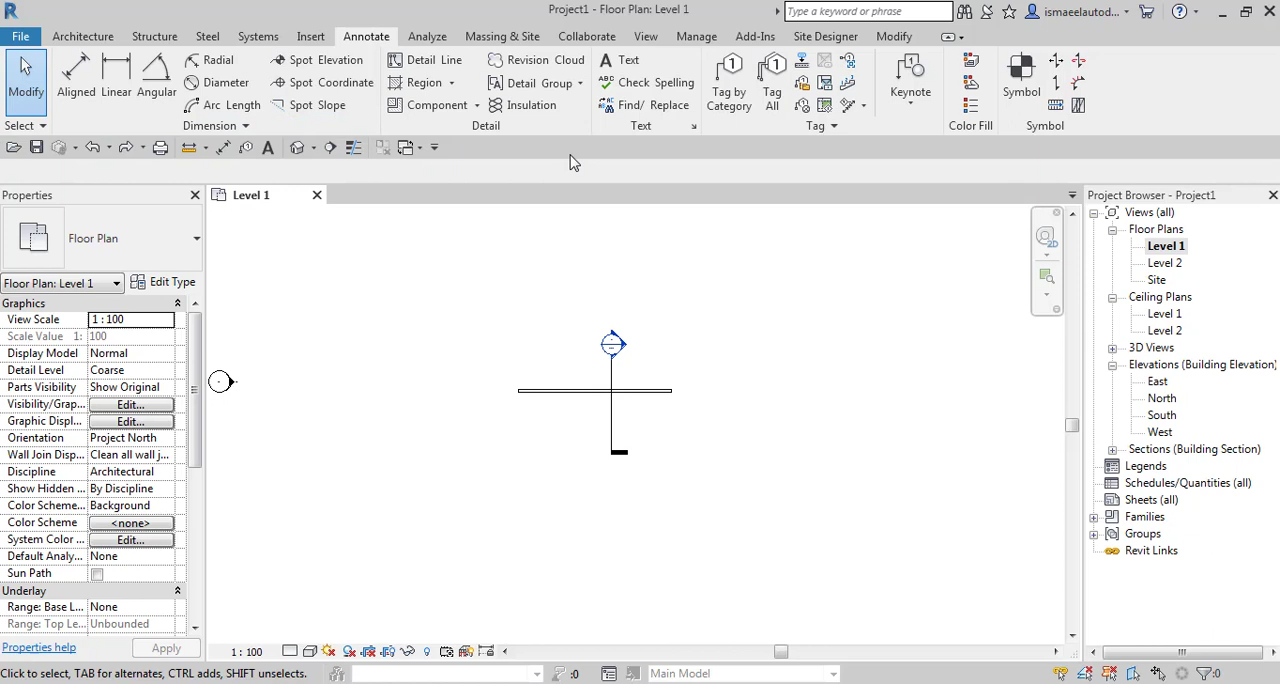 Project1 - Floor Plan: Level 1
Type a keyword or phrase
ismaeelautod...
File Architecture Structure Steel Systems Insert Annotate Analyze Massing & Site Collaborate View Manage Add-Ins Site Designer Modify
Modify
Select
Aligned Linear Angular
Radial
Diameter
Arc Length
Spot Elevation
Spot Coordinate
Spot Slope
Dimension
Detail Line
Region
Component
Revision Cloud
Detail Group
Insulation
Detail
Text
Check Spelling
Find/ Replace
Text
Tag by
Category
Tag
All
Tag
Keynote
Color Fill
Symbol
Symbol
Properties
Floor Plan
Floor Plan: Level 1
Edit Type
Graphics
View Scale 1 : 100
Scale Value 1: 100
Display Model Normal
Detail Level Coarse
Parts Visibility Show Original
Visibility/Grap... Edit...
Graphic Displ... Edit...
Orientation Project North
Wall Join Disp... Clean all wall j...
Discipline Architectural
Show Hidden ... By Discipline
Color Scheme... Background
Color Scheme <none>
System Color ... Edit...
Default Analy... None
Sun Path
Underlay
Range: Base L... None
Range: Top Le... Unbounded
Properties help
Apply
Level 1
2D
1 : 100
Project Browser - Project1
Views (all)
Floor Plans
Level 1
Level 2
Site
Ceiling Plans
Level 1
Level 2
3D Views
Elevations (Building Elevation)
East
North
South
West
Sections (Building Section)
Legends
Schedules/Quantities (all)
Sheets (all)
Families
Groups
Revit Links
Click to select, TAB for alternates, CTRL adds, SHIFT unselects.
:0
Main Model
:0